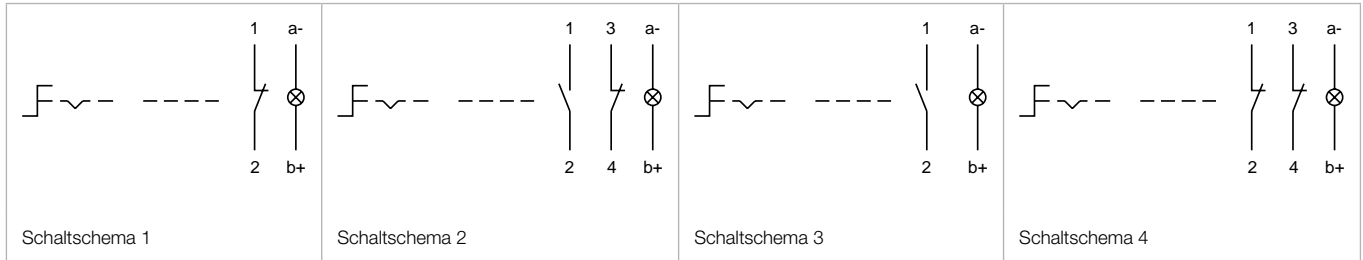 1 a-
2 b+
Schaltschema 1
1 3 a-
2 4 b+
Schaltschema 2
1 a-
2 b+
Schaltschema 3
1 3 a-
2 4 b+
Schaltschema 4